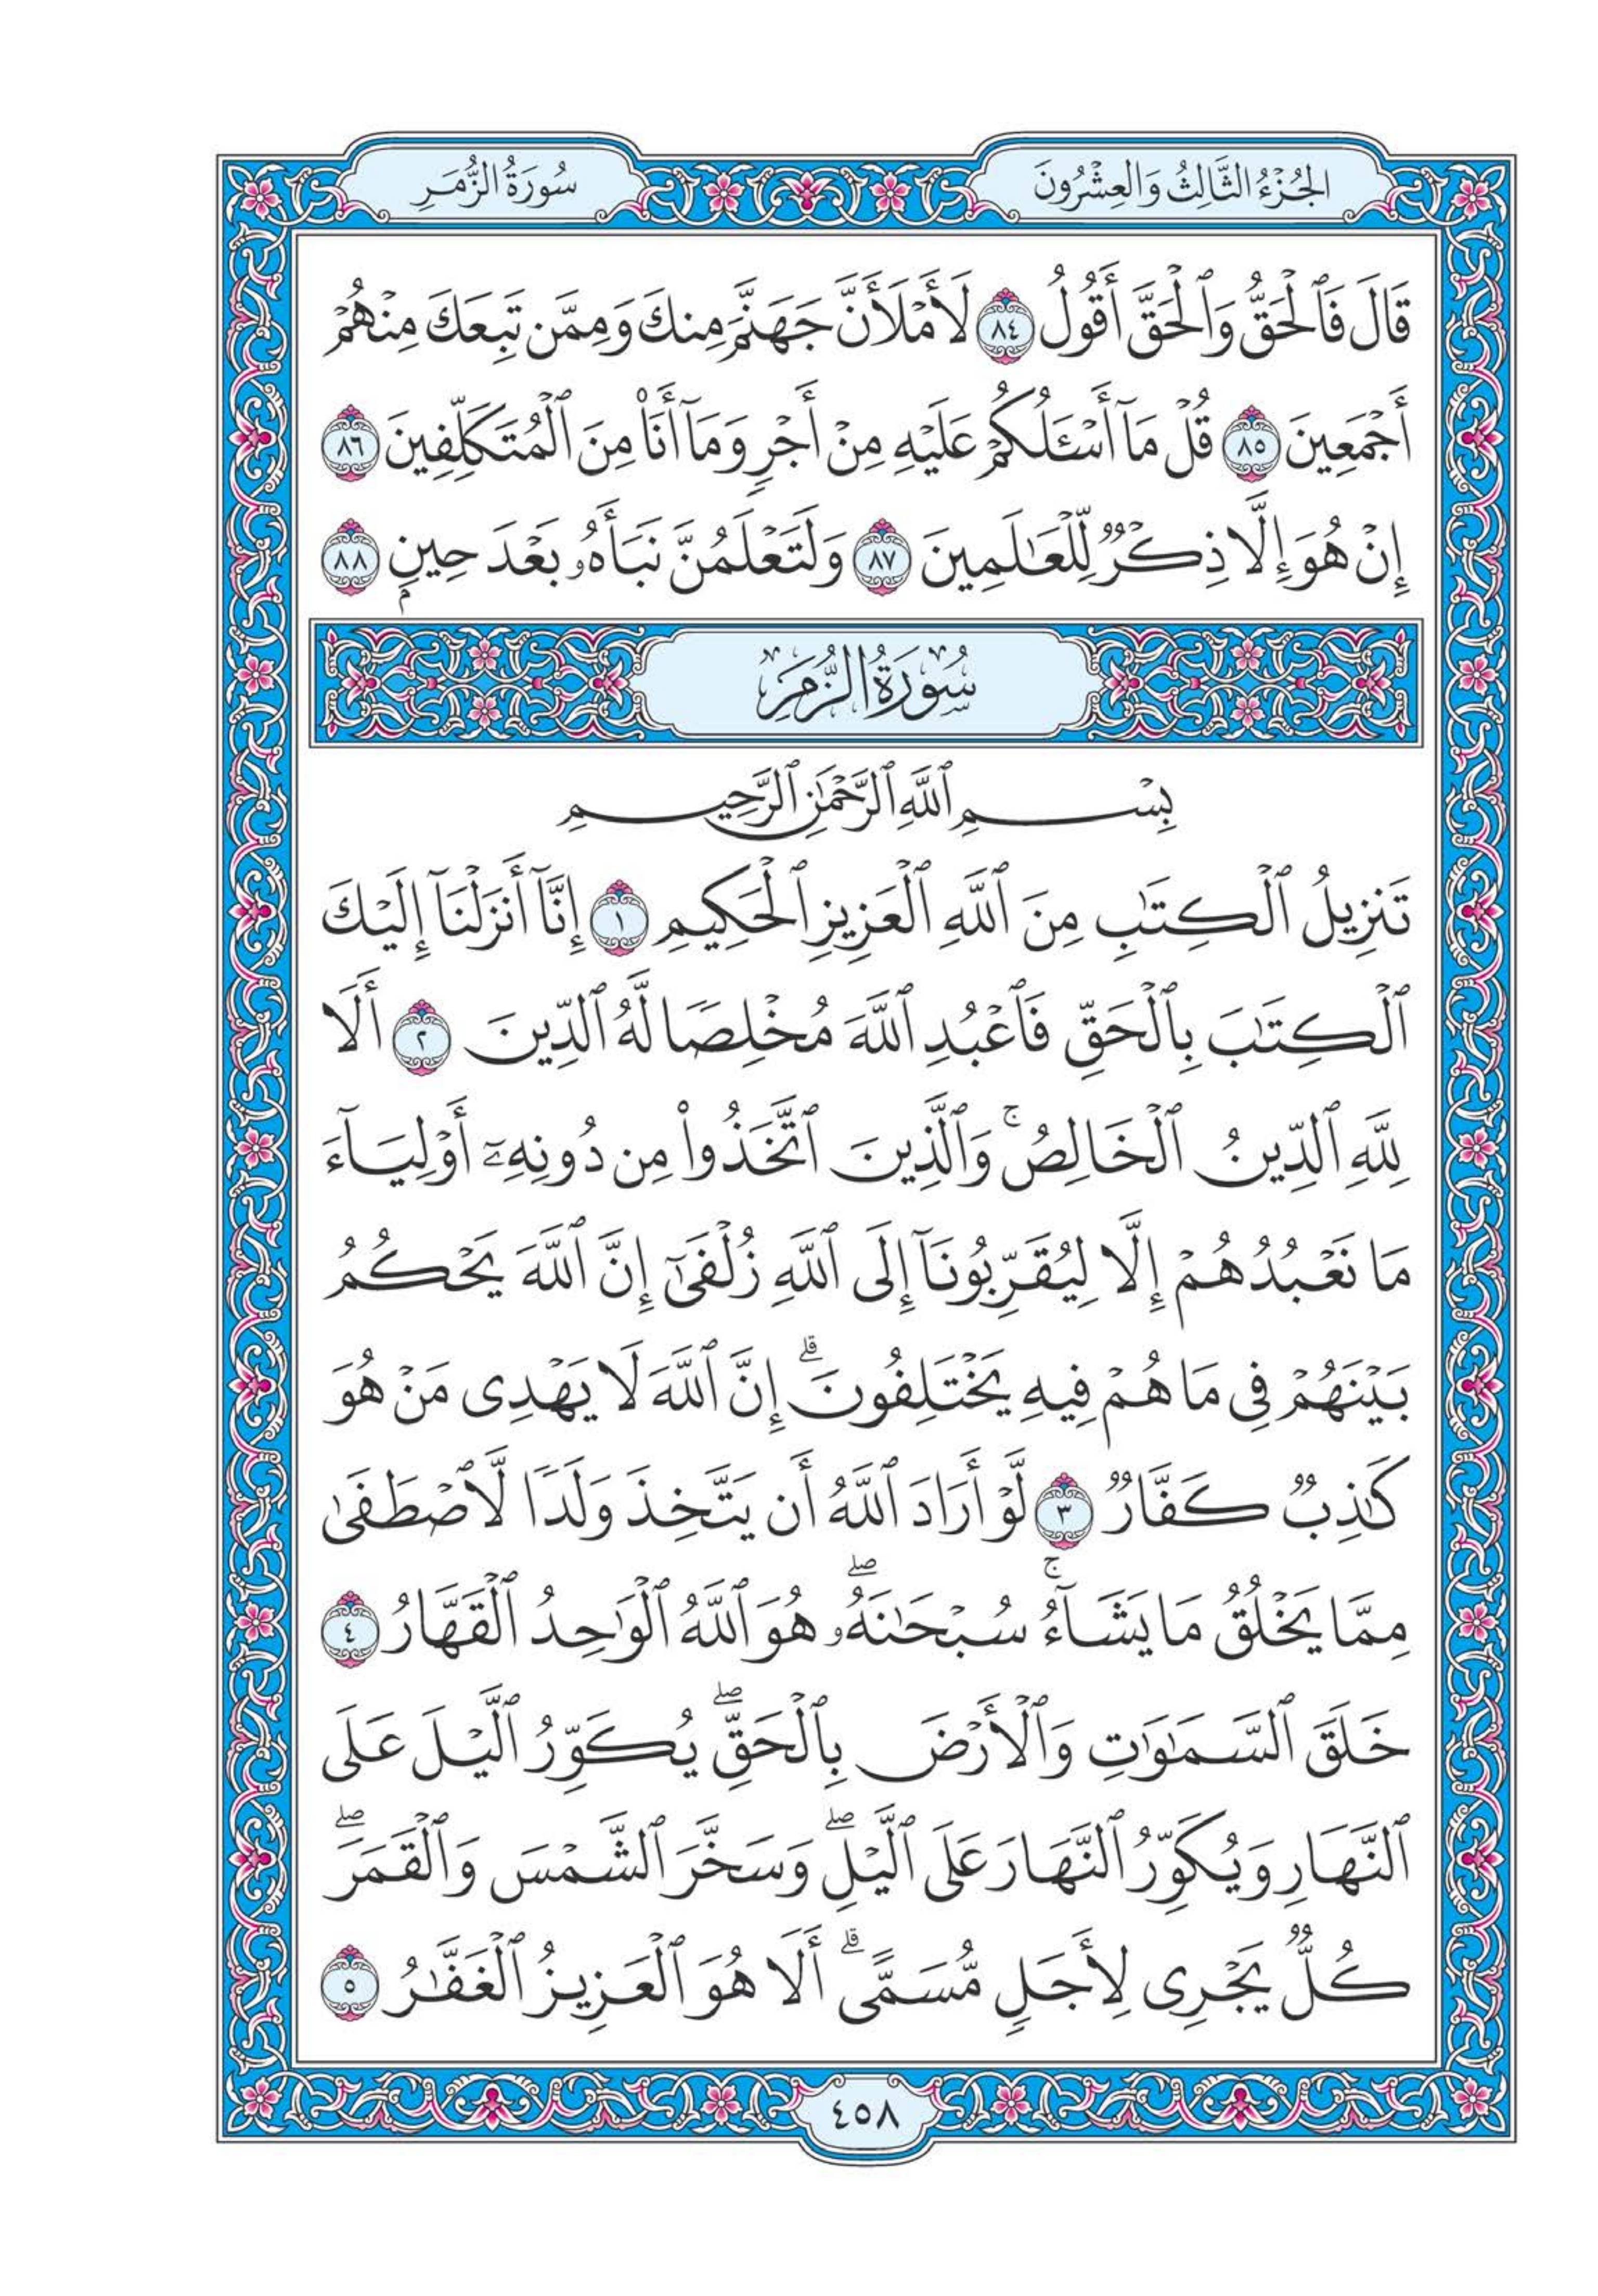 الجُزْءُ الثَّالِثُ وَالعِشْرُونَ
سُورَةُ الزُّمَرِ
قَالَ فَٱلْحَقُّ وَٱلْحَقَّ أَقُولُ ٨٤ لَأَمْلَأَنَّ جَهَنَّمَ مِنكَ وَمِمَّن تَبِعَكَ مِنْهُمْ
أَجْمَعِينَ ٨٥ قُلْ مَآ أَسْـَٔلُكُمْ عَلَيْهِ مِنْ أَجْرٍ وَمَآ أَنَا۠ مِنَ ٱلْمُتَكَلِّفِينَ ٨٦
إِنْ هُوَ إِلَّا ذِكْرٌ لِّلْعَـٰلَمِينَ ٨٧ وَلَتَعْلَمُنَّ نَبَأَهُۥ بَعْدَ حِينٍۭ ٨٨
سُورَةُ الزُّمَرِ
بِسْمِ ٱللَّهِ ٱلرَّحْمَـٰنِ ٱلرَّحِيمِ
تَنزِيلُ ٱلْكِتَـٰبِ مِنَ ٱللَّهِ ٱلْعَزِيزِ ٱلْحَكِيمِ ١ إِنَّآ أَنزَلْنَآ إِلَيْكَ
ٱلْكِتَـٰبَ بِٱلْحَقِّ فَٱعْبُدِ ٱللَّهَ مُخْلِصًا لَّهُ ٱلدِّينَ ٢ أَلَا
لِلَّهِ ٱلدِّينُ ٱلْخَالِصُ ۚ وَٱلَّذِينَ ٱتَّخَذُوا۟ مِن دُونِهِۦٓ أَوْلِيَآءَ
مَا نَعْبُدُهُمْ إِلَّا لِيُقَرِّبُونَآ إِلَى ٱللَّهِ زُلْفَىٰٓ إِنَّ ٱللَّهَ يَحْكُمُ
بَيْنَهُمْ فِى مَا هُمْ فِيهِ يَخْتَلِفُونَ ۗ إِنَّ ٱللَّهَ لَا يَهْدِى مَنْ هُوَ
كَـٰذِبٌ كَفَّارٌ ٣ لَّوْ أَرَادَ ٱللَّهُ أَن يَتَّخِذَ وَلَدًا لَّٱصْطَفَىٰ
مِمَّا يَخْلُقُ مَا يَشَآءُ ۚ سُبْحَـٰنَهُۥ ۖ هُوَ ٱللَّهُ ٱلْوَٰحِدُ ٱلْقَهَّارُ ٤
خَلَقَ ٱلسَّمَـٰوَٰتِ وَٱلْأَرْضَ بِٱلْحَقِّ ۖ يُكَوِّرُ ٱلَّيْلَ عَلَى
ٱلنَّهَارِ وَيُكَوِّرُ ٱلنَّهَارَ عَلَى ٱلَّيْلِ ۖ وَسَخَّرَ ٱلشَّمْسَ وَٱلْقَمَرَ ۖ
كُلٌّ يَجْرِى لِأَجَلٍ مُّسَمًّى ۗ أَلَا هُوَ ٱلْعَزِيزُ ٱلْغَفَّـٰرُ ٥
٤٥٨